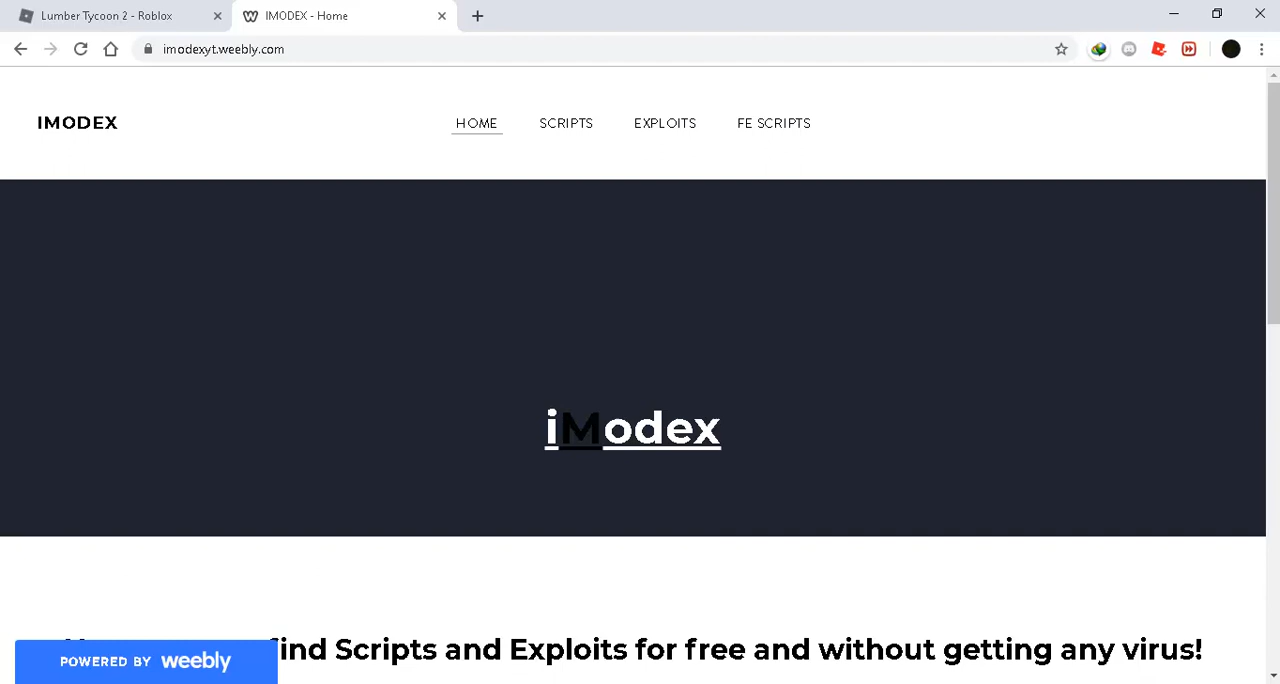 Lumber Tycoon 2 - Roblox
IMODEX - Home
imodexyt.weebly.com
IMODEX
HOME
SCRIPTS
EXPLOITS
FE SCRIPTS
iModex
find Scripts and Exploits for free and without getting any virus!
POWERED BY weebly